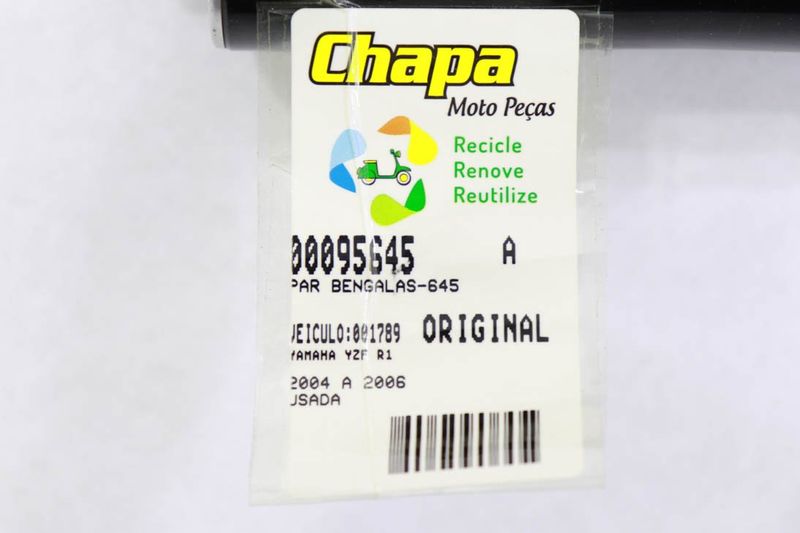 Chapa
Moto Peças
Recicle
Renove
Reutilize
00095645 A
PAR BENGALAS-645
VEICULO:001789 ORIGINAL
YAMAHA YZF R1
2004 A 2006
USADA